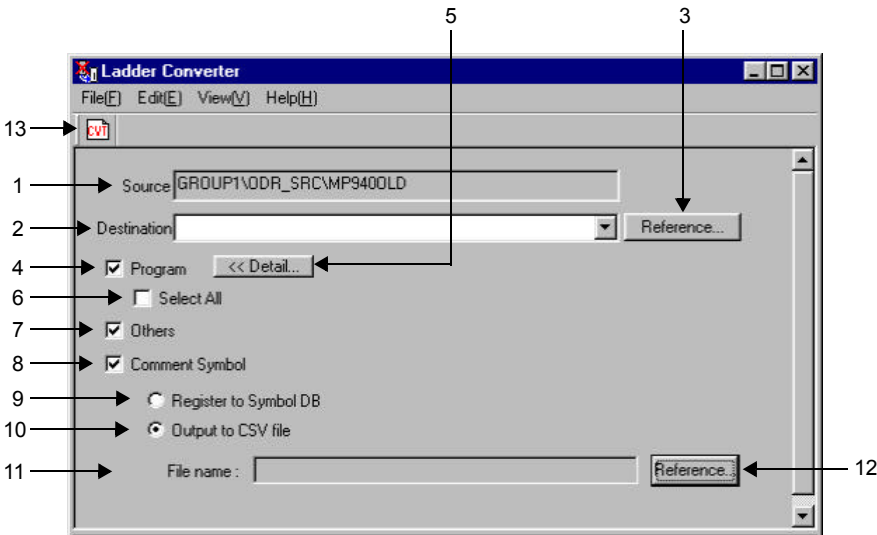 5 3
Ladder Converter
File(F) Edit(E) View(V) Help(H)
13 CVT
1 Source GROUP1\ODR_SRC\MP940OLD
2 Destination Reference...
4 Program << Detail...
6 Select All
7 Others
8 Comment Symbol
9 Register to Symbol DB
10 Output to CSV file
11 File name : Reference... 12